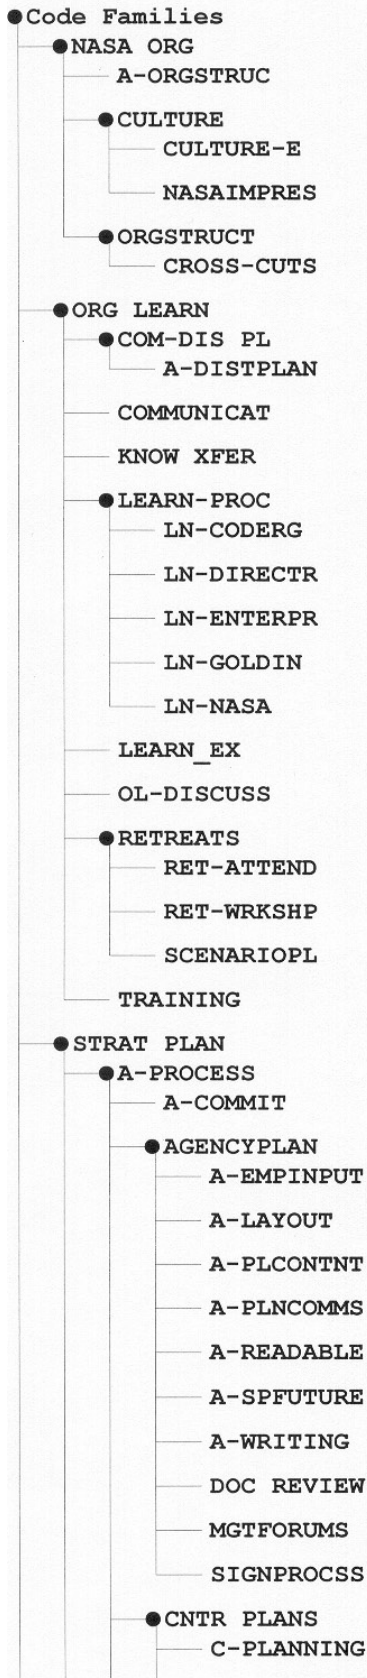 Code Families
NASA ORG
A-ORGSTRUC
CULTURE
CULTURE-E
NASAIMPRES
ORGSTRUCT
CROSS-CUTS
ORG LEARN
COM-DIS PL
A-DISTPLAN
COMMUNICAT
KNOW XFER
LEARN-PROC
LN-CODERG
LN-DIRECTR
LN-ENTERPR
LN-GOLDIN
LN-NASA
LEARN_EX
OL-DISCUSS
RETREATS
RET-ATTEND
RET-WRKSHP
SCENARIOPL
TRAINING
STRAT PLAN
A-PROCESS
A-COMMIT
AGENCYPLAN
A-EMPINPUT
A-LAYOUT
A-PLCONTNT
A-PLNCOMMS
A-READABLE
A-SPFUTURE
A-WRITING
DOC REVIEW
MGTFORUMS
SIGNPROCSS
CNTR PLANS
C-PLANNING